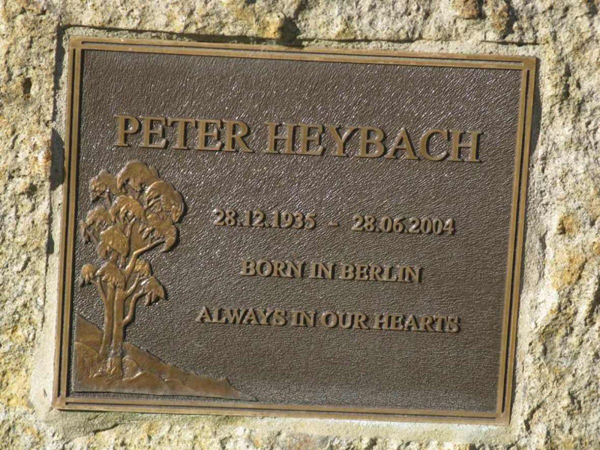 PETER HEYBACH
28.12.1935 - 28.06.2004
BORN IN BERLIN
ALWAYS IN OUR HEARTS